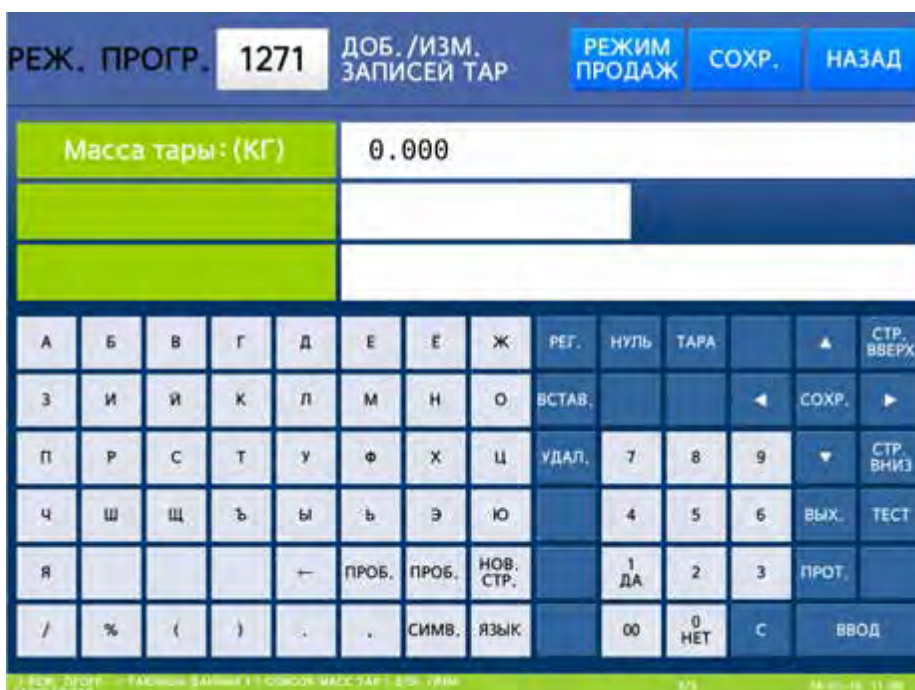 РЕЖ. ПРОГР. 1271 ДОБ./ИЗМ. ЗАПИСЕЙ ТАР РЕЖИМ ПРОДАЖ СОХР. НАЗАД
Масса тары:(КГ) 0.000
А Б В Г Д Е Ё Ж РЕГ. НУЛЬ ТАРА ▲ СТР. ВВЕРХ
З И Й К Л М Н О ВСТАВ. ◀ СОХР. ▶
П Р С Т У Ф Х Ц УДАЛ. 7 8 9 ▼ СТР. ВНИЗ
Ч Ш Щ Ъ Ы Ь Э Ю 4 5 6 ВЫХ. ТЕСТ
Я ← ПРОБ. ПРОБ. НОВ. СТР. 1 ДА 2 3 ПРОТ.
/ % ( ) . , СИМВ. ЯЗЫК 00 0 НЕТ С ВВОД